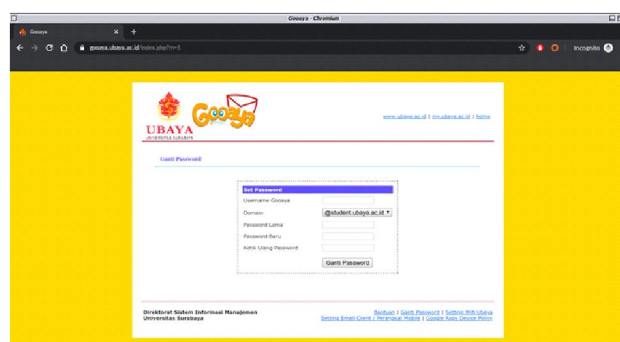 Gooaya - Chromium
Gooaya
gooaya.ubaya.ac.id/index.php?m=5
Incognito
UBAYA
UNIVERSITAS SURABAYA
Gooaya
www.ubaya.ac.id | my.ubaya.ac.id | home
Ganti Password
Set Password
Username Gooaya
Domain @student.ubaya.ac.id
Password Lama
Password Baru
Ketik Ulang Password
Ganti Password
Direktorat Sistem Informasi Manajemen
Universitas Surabaya
Bantuan | Ganti Password | Setting Wifi Ubaya
Setting Email Client / Perangkat Mobile | Google Apps Device Policy